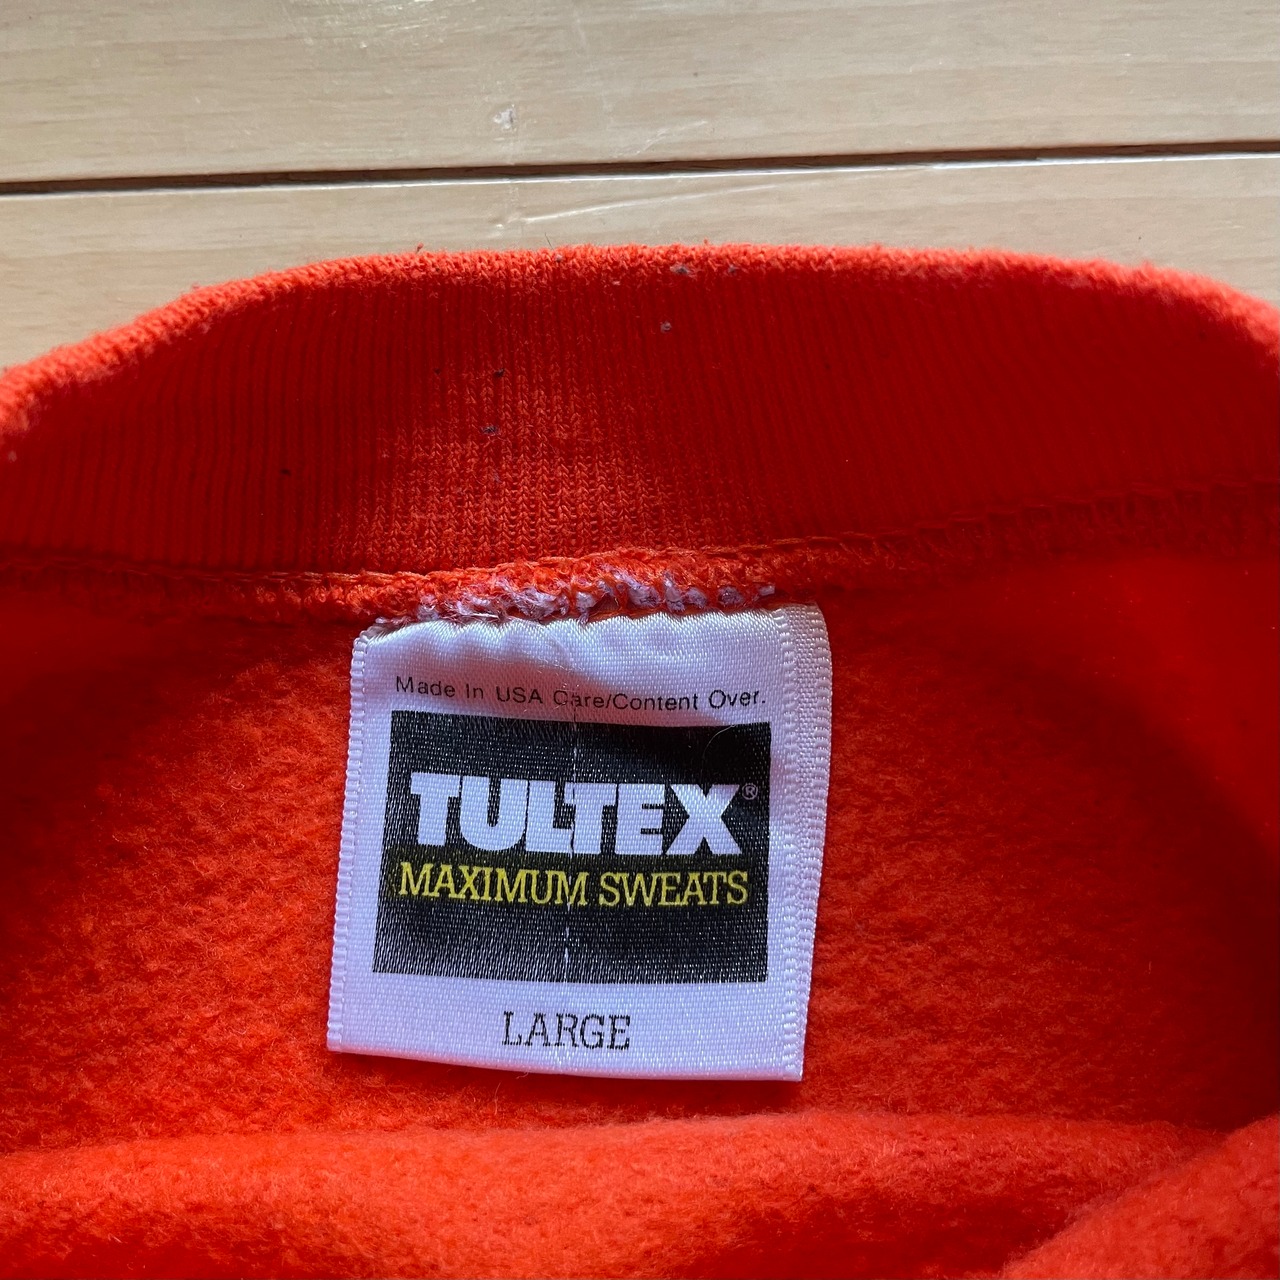 Made In USA Care/Content Over.
TULTEX®
MAXIMUM SWEATS
LARGE